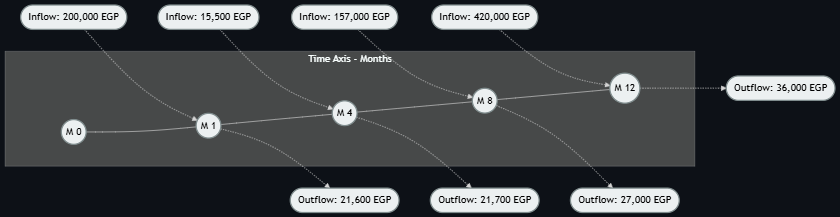 Inflow: 200,000 EGP
Inflow: 15,500 EGP
Inflow: 157,000 EGP
Inflow: 420,000 EGP
Time Axis - Months
M 0
M 1
M 4
M 8
M 12
Outflow: 36,000 EGP
Outflow: 21,600 EGP
Outflow: 21,700 EGP
Outflow: 27,000 EGP